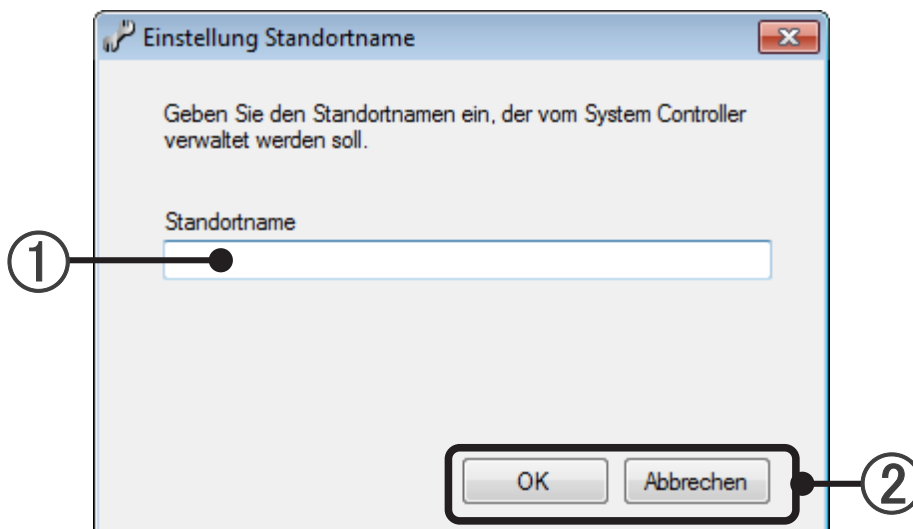 Einstellung Standortname
Geben Sie den Standortnamen ein, der vom System Controller
verwaltet werden soll.
Standortname
①
OK Abbrechen ②